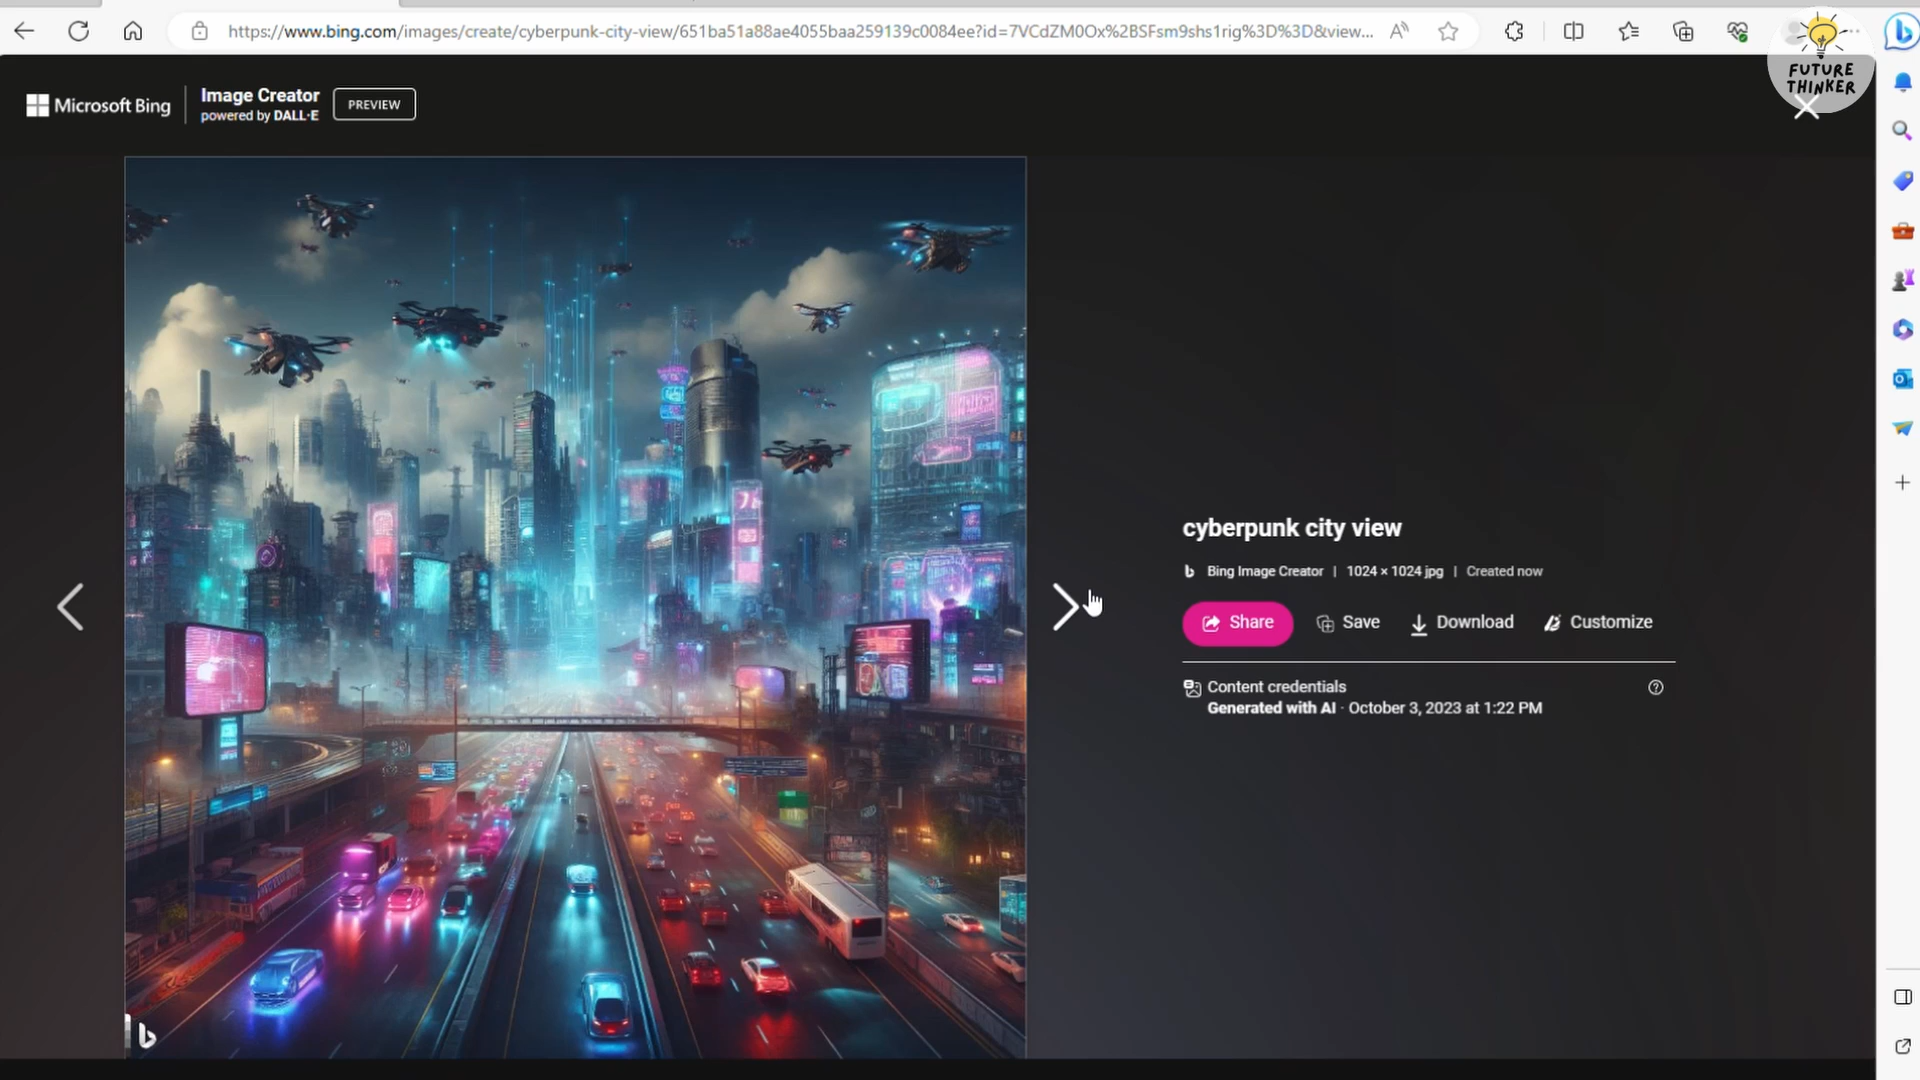 https://www.bing.com/images/create/cyberpunk-city-view/651ba51a88ae4055baa259139c0084ee?id=7VCdZM0Ox%2BSFsm9shs1rig%3D%3D&view...
FUTURE
THINKER
Microsoft Bing
Image Creator
powered by DALL·E
PREVIEW
cyberpunk city view
Bing Image Creator | 1024 × 1024 jpg | Created now
Share
Save
Download
Customize
Content credentials
Generated with AI · October 3, 2023 at 1:22 PM